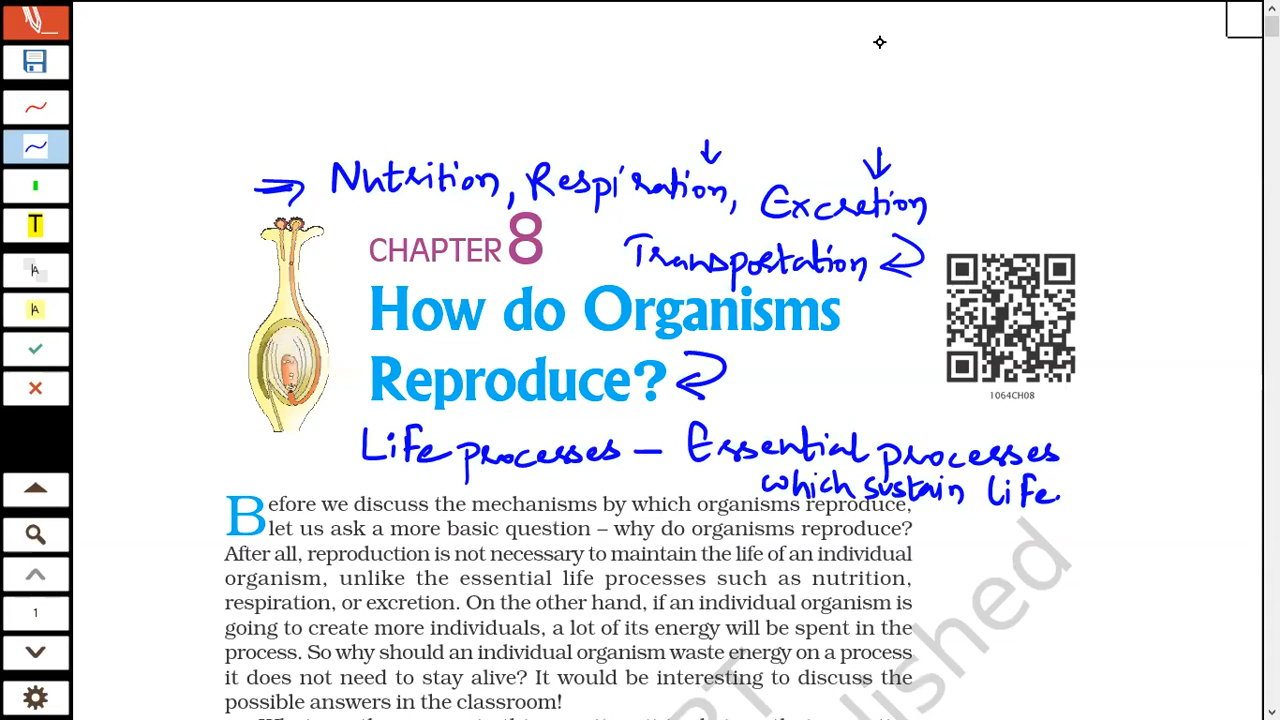 → Nutrition, Respiration, Excretion
CHAPTER 8
Transportation
How do Organisms
Reproduce?
1064CH08
Life processes – Essential processes
which sustain life
Before we discuss the mechanisms by which organisms reproduce,
let us ask a more basic question – why do organisms reproduce?
After all, reproduction is not necessary to maintain the life of an individual
organism, unlike the essential life processes such as nutrition,
respiration, or excretion. On the other hand, if an individual organism is
going to create more individuals, a lot of its energy will be spent in the
process. So why should an individual organism waste energy on a process
it does not need to stay alive? It would be interesting to discuss the
possible answers in the classroom!
T
A
A
1